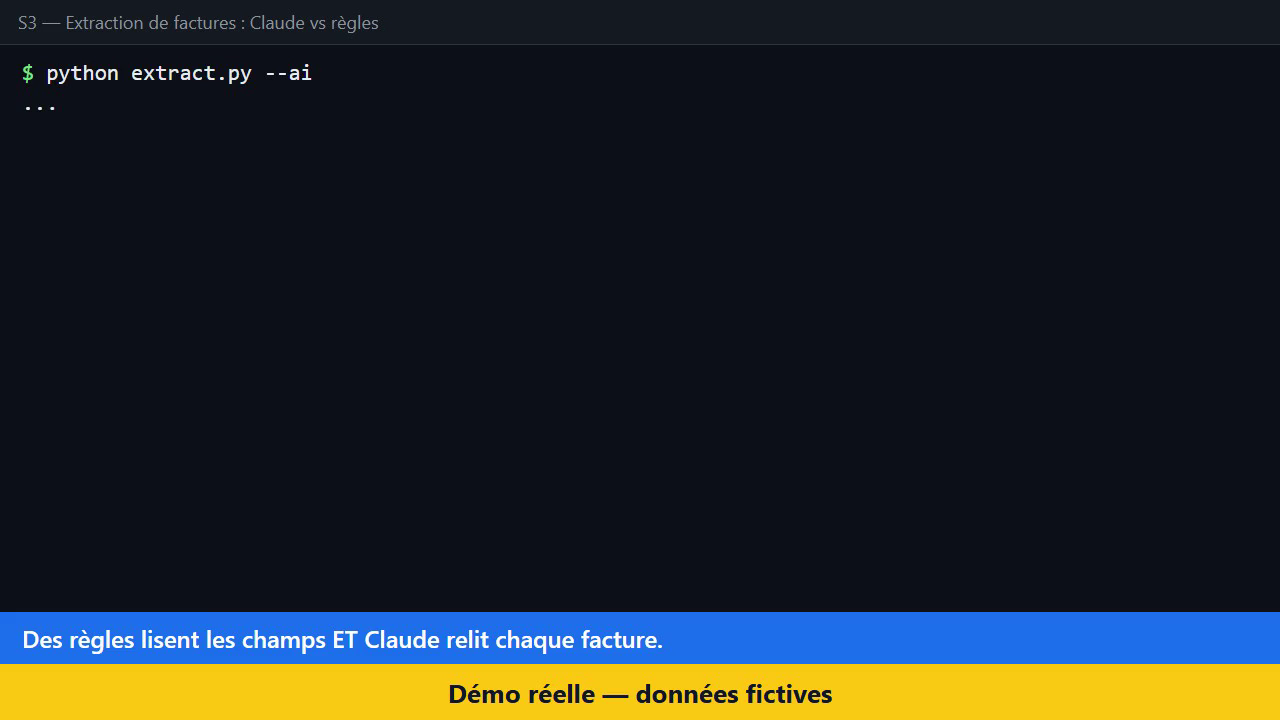 S3 — Extraction de factures : Claude vs règles
$ python extract.py --ai
...
Des règles lisent les champs ET Claude relit chaque facture.
Démo réelle — données fictives